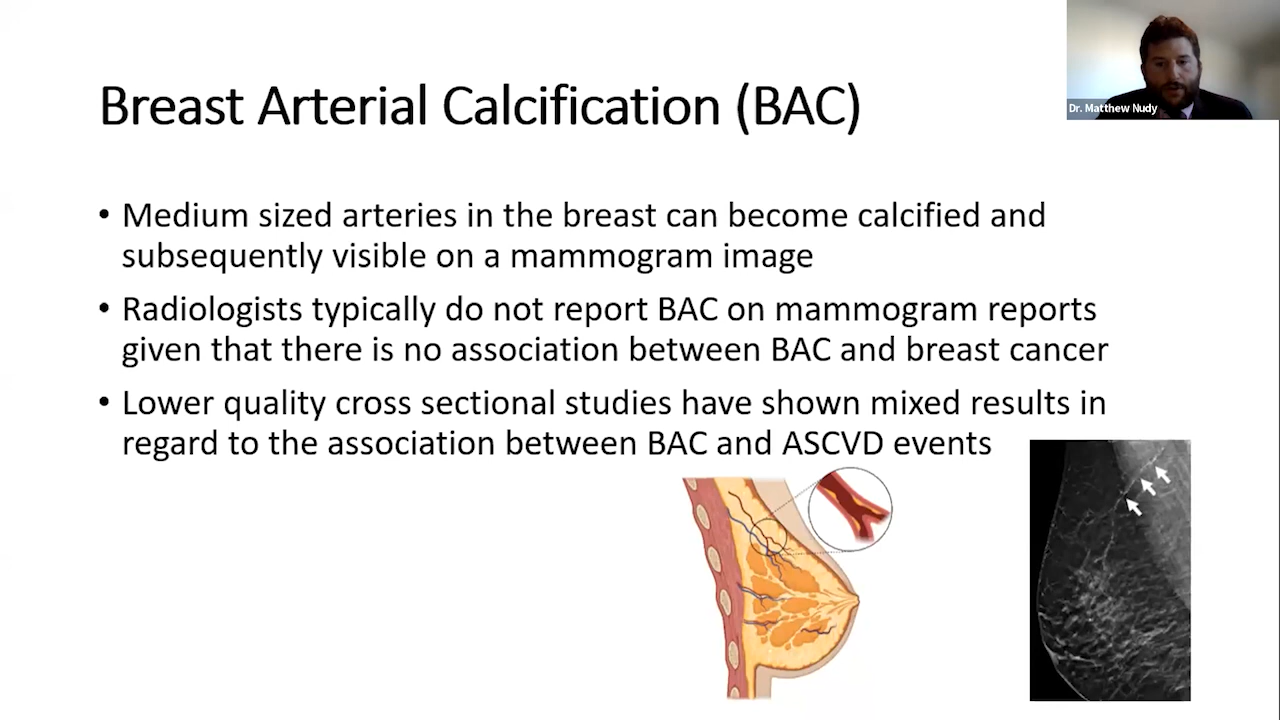 Breast Arterial Calcification (BAC)
Dr. Matthew Nudy
• Medium sized arteries in the breast can become calcified and
subsequently visible on a mammogram image
• Radiologists typically do not report BAC on mammogram reports
given that there is no association between BAC and breast cancer
• Lower quality cross sectional studies have shown mixed results in
regard to the association between BAC and ASCVD events